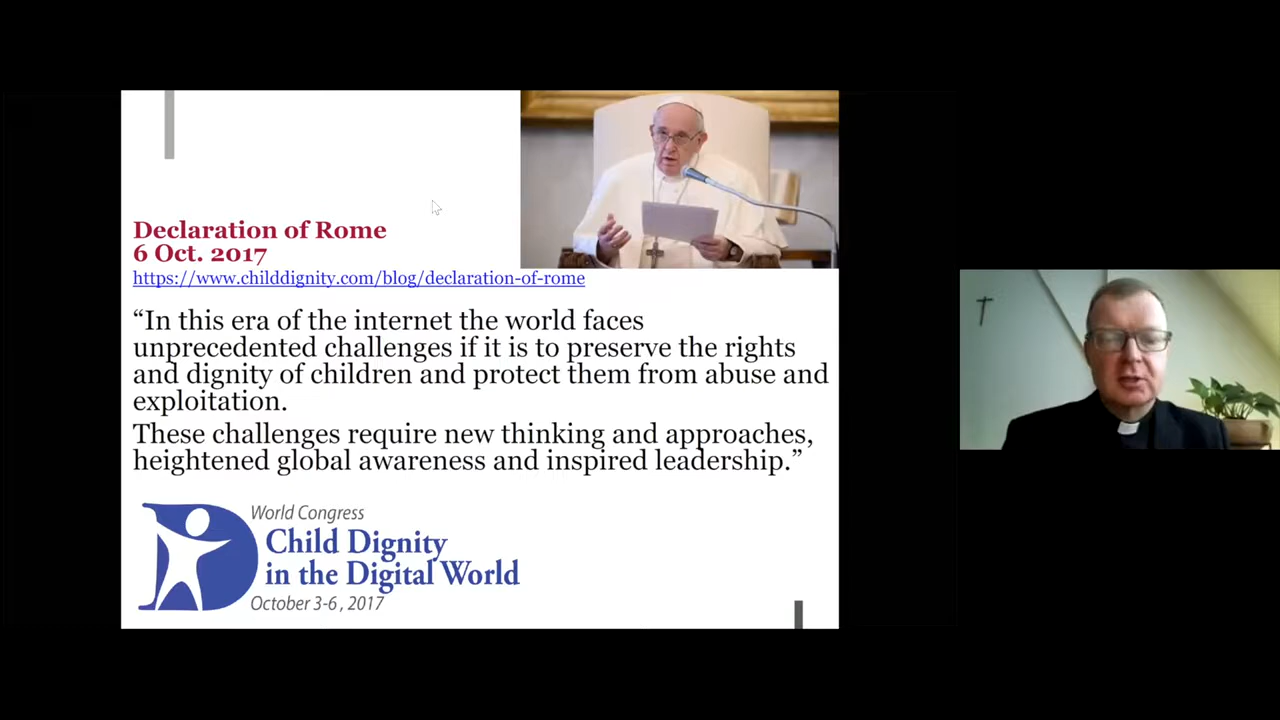 Declaration of Rome
6 Oct. 2017
https://www.childdignity.com/blog/declaration-of-rome
“In this era of the internet the world faces
unprecedented challenges if it is to preserve the rights
and dignity of children and protect them from abuse and
exploitation.
These challenges require new thinking and approaches,
heightened global awareness and inspired leadership.”
World Congress
Child Dignity
in the Digital World
October 3-6, 2017